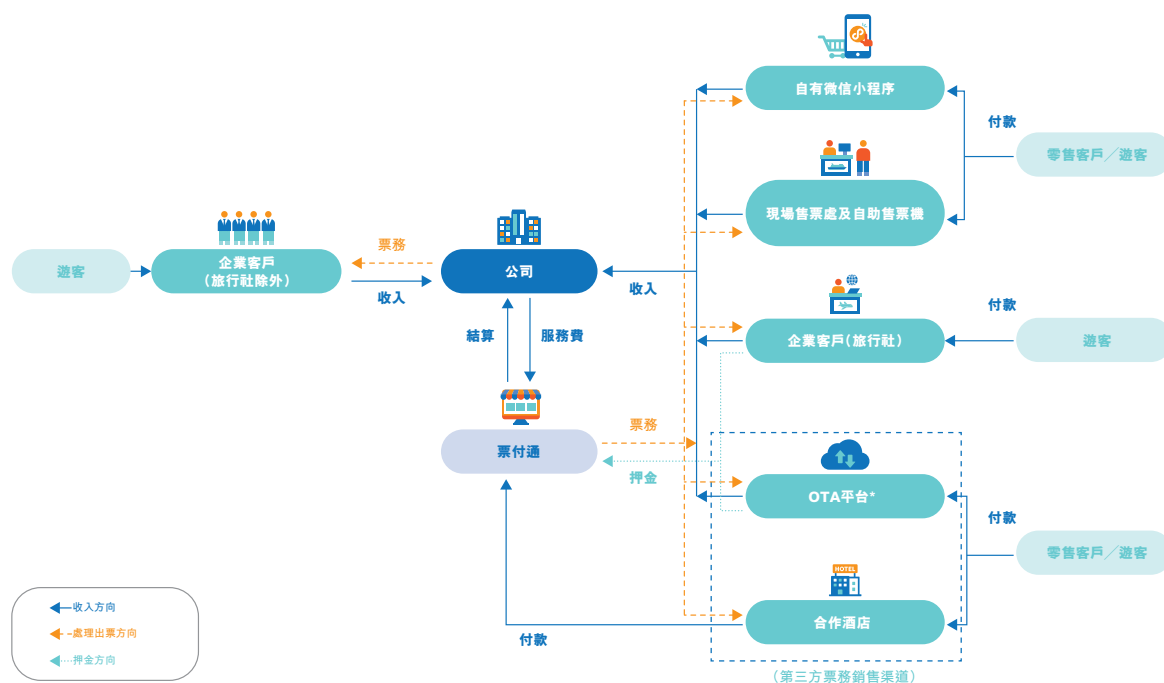 自有微信小程序
付款
零售客戶／遊客
現場售票處及自助售票機
遊客
企業客戶
（旅行社除外）
票務
收入
公司
收入
結算
服務費
企業客戶（旅行社）
付款
遊客
票付通
票務
押金
OTA平台*
付款
零售客戶／遊客
HOTEL
合作酒店
付款
（第三方票務銷售渠道）
收入方向
處理出票方向
押金方向